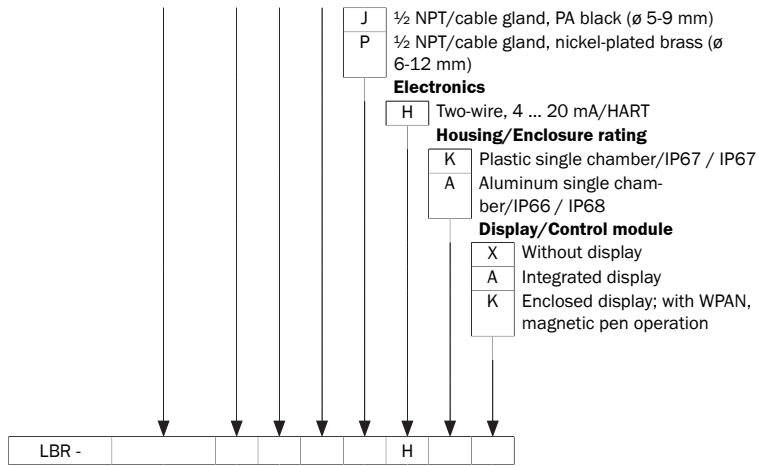 J ½ NPT/cable gland, PA black (ø 5-9 mm)
P ½ NPT/cable gland, nickel-plated brass (ø
6-12 mm)
Electronics
H Two-wire, 4 ... 20 mA/HART
Housing/Enclosure rating
K Plastic single chamber/IP67 / IP67
A Aluminum single cham-
ber/IP66 / IP68
Display/Control module
X Without display
A Integrated display
K Enclosed display; with WPAN,
magnetic pen operation
LBR - H